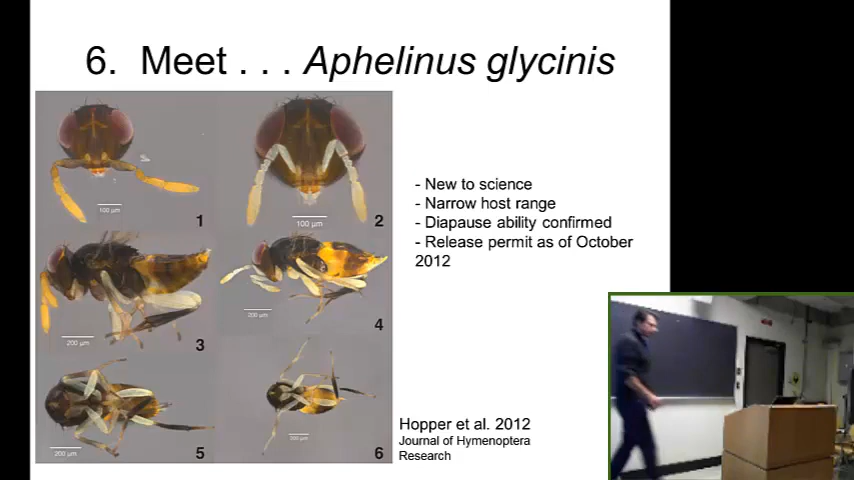 6. Meet . . . Aphelinus glycinis
- New to science
- Narrow host range
- Diapause ability confirmed
- Release permit as of October
2012
100 µm
1
100 µm
2
200 µm
3
200 µm
4
200 µm
5
6
Hopper et al. 2012
Journal of Hymenoptera
Research